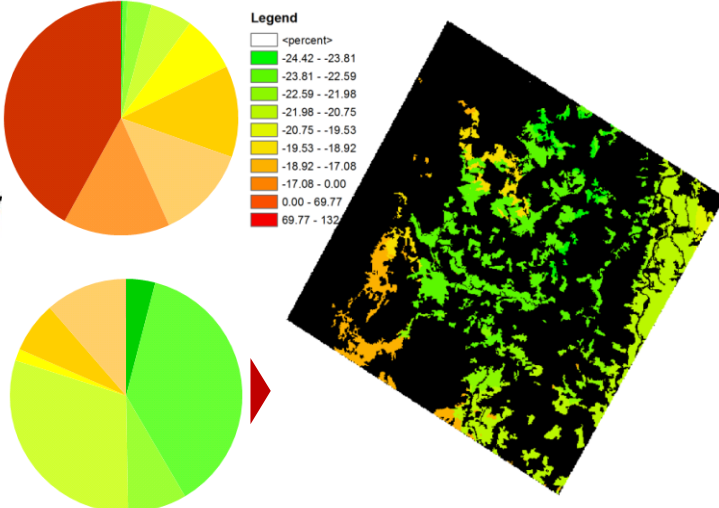 Legend
<percent>
-24.42 - -23.81
-23.81 - -22.59
-22.59 - -21.98
-21.98 - -20.75
-20.75 - -19.53
-19.53 - -18.92
-18.92 - -17.08
-17.08 - 0.00
0.00 - 69.77
69.77 - 132